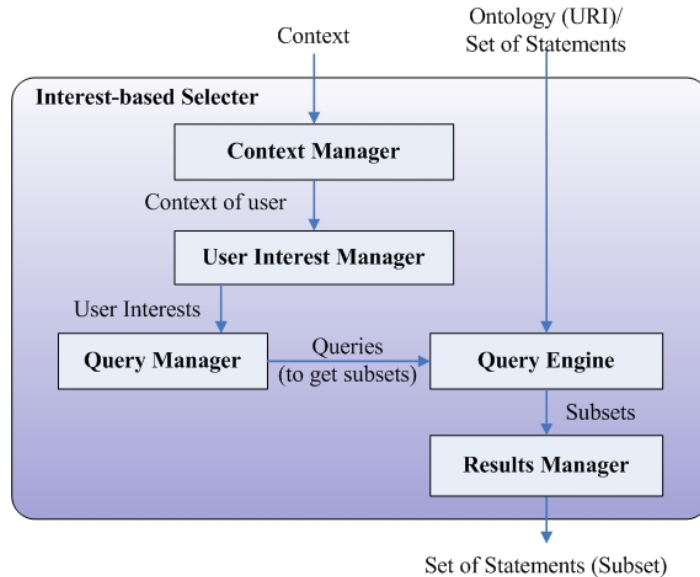 Context
Ontology (URI)/
Set of Statements
Interest-based Selecter
Context Manager
Context of user
User Interest Manager
User Interests
Query Manager
Queries
(to get subsets)
Query Engine
Subsets
Results Manager
Set of Statements (Subset)